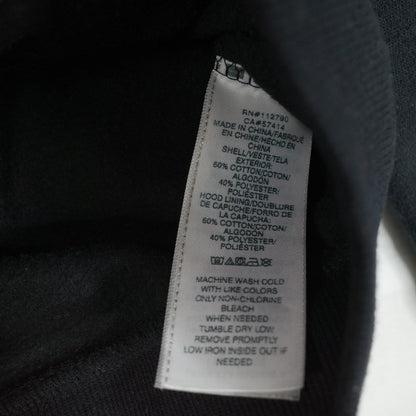 RN#112790
CA#57414
MADE IN CHINA/FABRIQUÉ
EN CHINE/HECHO EN
CHINA
SHELL/VESTE/TELA
EXTERIOR:
60% COTTON/COTON/
ALGODÓN
40% POLYESTER/
POLIÉSTER
HOOD LINING/DOUBLURE
DE CAPUCHE/FORRO DE
LA CAPUCHA:
60% COTTON/COTON/
ALGODÓN
40% POLYESTER/
POLIÉSTER
MACHINE WASH COLD
WITH LIKE COLORS
ONLY NON-CHLORINE
BLEACH
WHEN NEEDED
TUMBLE DRY LOW
REMOVE PROMPTLY
LOW IRON INSIDE OUT IF
NEEDED